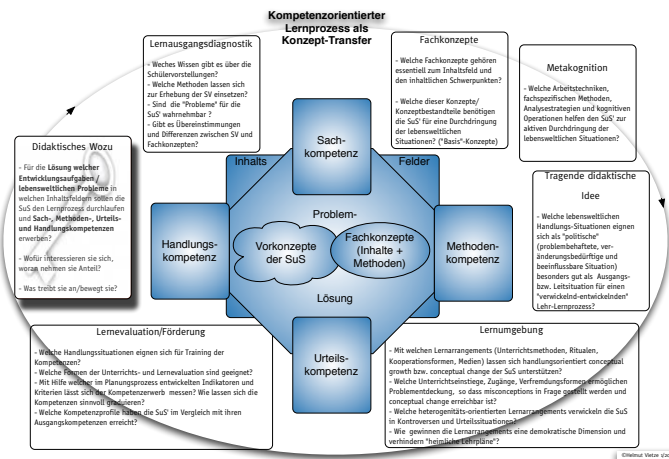 Kompetenzorientierter
Lernprozess als
Konzept-Transfer
Lernausgangsdiagnostik
- Weches Wissen gibt es über die
Schülervorstellungen?
- Welche Methoden lassen sich
zur Erhebung der SV einsetzen?
- Sind die "Probleme" für die
SuS' wahrnehmbar ?
- Gibt es Übereinstimmungen
und Differenzen zwischen SV und
Fachkonzepten?
Fachkonzepte
- Welche Fachkonzepte gehören
essentiell zum Inhaltsfeld und
den inhaltlichen Schwerpunkten?
- Welche dieser Konzepte/
Konzeptbestandteile benötigen
die SuS' für eine Durchdringung
der lebensweltlichen
Situationen? ("Basis"-Konzepte)
Metakognition
- Welche Arbeitstechniken,
fachspezifischen Methoden,
Analysestrategien und kognitiven
Operationen helfen den SuS' zur
aktiven Durchdringung der
lebensweltlichen Situationen?
Didaktisches Wozu
- Für die Lösung welcher
Entwicklungsaufgaben /
lebensweltlichen Probleme in
welchen Inhaltsfeldern sollen die
SuS den Lernprozess durchlaufen
und Sach-, Methoden-, Urteils-
und Handlungskompetenzen
erwerben?
- Wofür interessieren sie sich,
woran nehmen sie Anteil?
- Was treibt sie an/bewegt sie?
Sach-
kompetenz
Inhalts
Felder
Problem-
Handlungs-
kompetenz
Vorkonzepte
der SuS
Fachkonzepte
(Inhalte +
Methoden)
Methoden-
kompetenz
Lösung
Urteils-
kompetenz
Tragende didaktische
Idee
- Welche lebensweltlichen
Handlungs-Situationen eignen
sich als "politische"
(problembehaftete, ver-
änderungsbedürftige und
beeinflussbare Situation)
besonders gut als Ausgangs-
bzw. Leitsituation für einen
"verwickelnd-entwickelnden"
Lehr-Lernprozess?
Lernevaluation/Förderung
- Welche Handlungssituationen eignen sich für Training der
Kompetenzen?
- Welche Formen der Unterrichts- und Lernevaluation sind geeignet?
- Mit Hilfe welcher im Planungsprozess entwickelten Indikatoren und
Kriterien lässt sich der Kompetenzerwerb messen? Wie lassen sich die
Kompetenzen sinnvoll graduieren?
- Welche Kompetenzprofile haben die SuS' im Vergleich mit ihren
Ausgangskompetenzen erreicht?
Lernumgebung
- Mit welchen Lernarrangements (Unterrichtsmethoden, Ritualen,
Kooperationsformen, Medien) lassen sich handlungsorientiert conceptual
growth bzw. conceptual change der SuS unterstützen?
- Welche Unterrichtseinstiege, Zugänge, Verfremdungsformen ermöglichen
Problementdeckung, so dass misconceptions in Frage gestellt werden und
conceptual change erreichbar ist?
- Welche heterogenitäts-orientierten Lernarrangements verwickeln die SuS
in Kontroversen und Urteilssituationen?
- Wie gewinnen die Lernarrangements eine demokratische Dimension und
verhindern "heimliche Lehrpläne"?
©Helmut Vietze